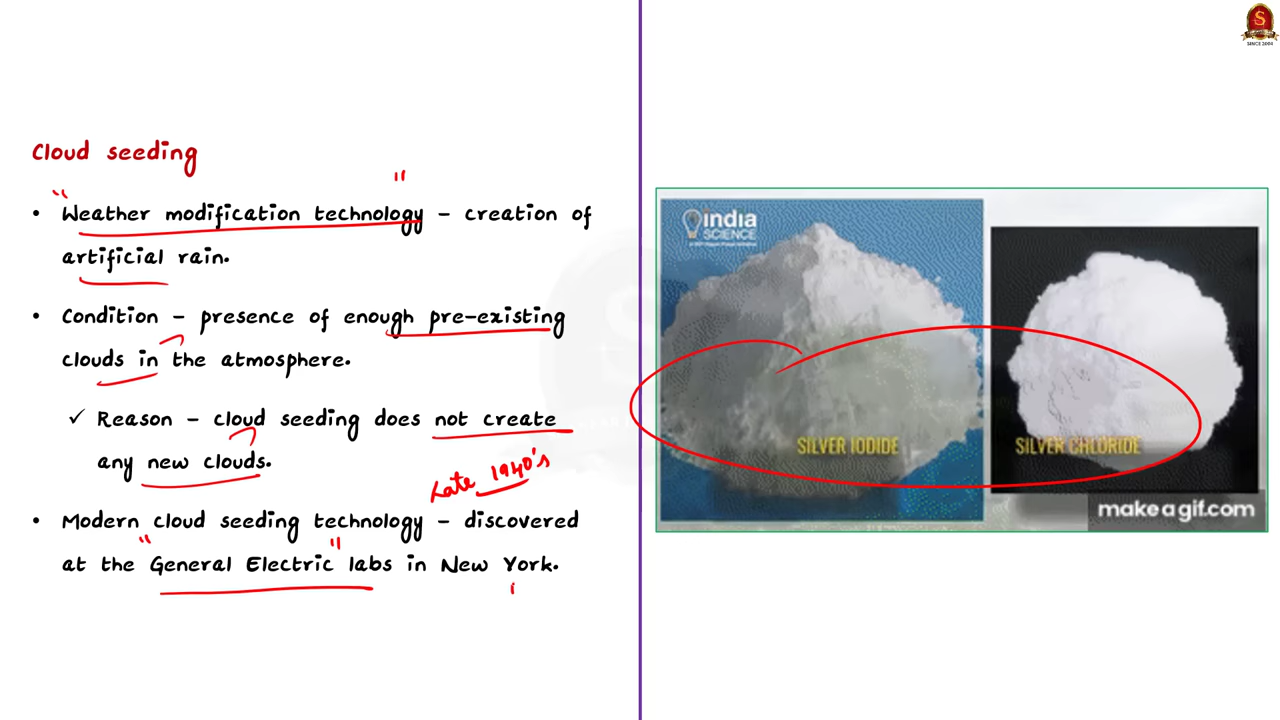 Cloud seeding
• Weather modification technology – creation of
artificial rain.
• Condition – presence of enough pre-existing
clouds in the atmosphere.
✓ Reason – cloud seeding does not create
any new clouds.
Late 1940's
• Modern cloud seeding technology – discovered
at the "General Electric" labs in New York.
india
SCIENCE
SILVER IODIDE
SILVER CHLORIDE
makeagif.com
S
SINCE 2004